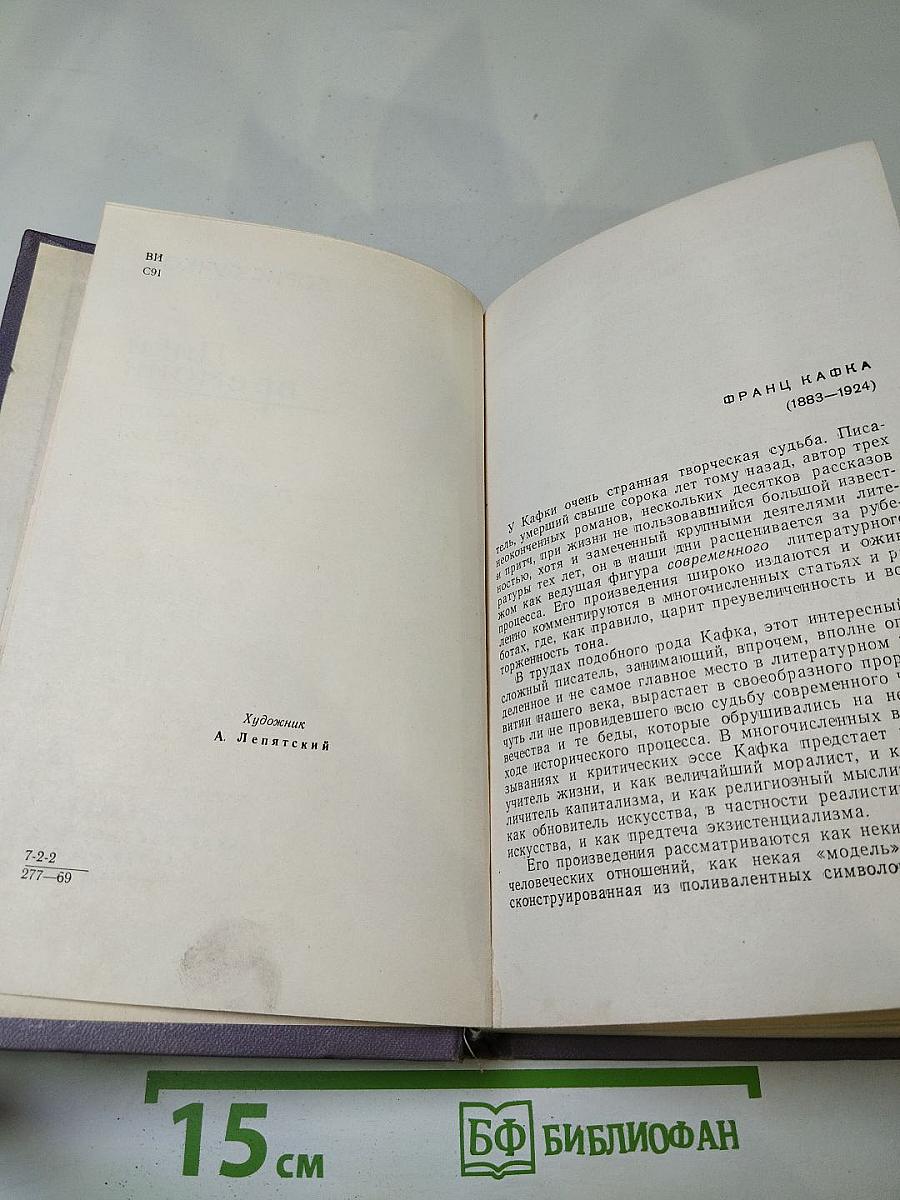 ВИ
С91
Художник
А. Лепятский
7-2-2
277—69
ФРАНЦ КАФКА
(1883—1924)
У Кафки очень странная творческая судьба. Писа-
тель, умерший свыше сорока лет тому назад, автор трех
неоконченных романов, нескольких десятков рассказов
и притч, при жизни не пользовавшийся большой извест-
ностью, хотя и замеченный крупными деятелями лите-
ратуры тех лет, он в наши дни расценивается за рубе-
жом как ведущая фигура современного литературного
процесса. Его произведения широко издаются и ожив
ленно комментируются в многочисленных статьях и р
ботах, где, как правило, царит преувеличенность и вос
торженность тона.
В трудах подобного рода Кафка, этот интересный
сложный писатель, занимающий, впрочем, вполне оп
деленное и не самое главное место в литературном
витии нашего века, вырастает в своеобразного прор
чуть ли не провидевшего всю судьбу современного ч
вечества и те беды, которые обрушивались на не
ходе исторического процесса. В многочисленных в
зываниях и критических эссе Кафка предстает
учитель жизни, и как величайший моралист, и к
личитель капитализма, и как религиозный мысли
как обновитель искусства, в частности реалисти
искусства, и как предтеча экзистенциализма.
Его произведения рассматриваются как неки
человеческих отношений, как некая «модель»
сконструированная из поливалентных символо
15 см
БФ БИБЛИОФАН